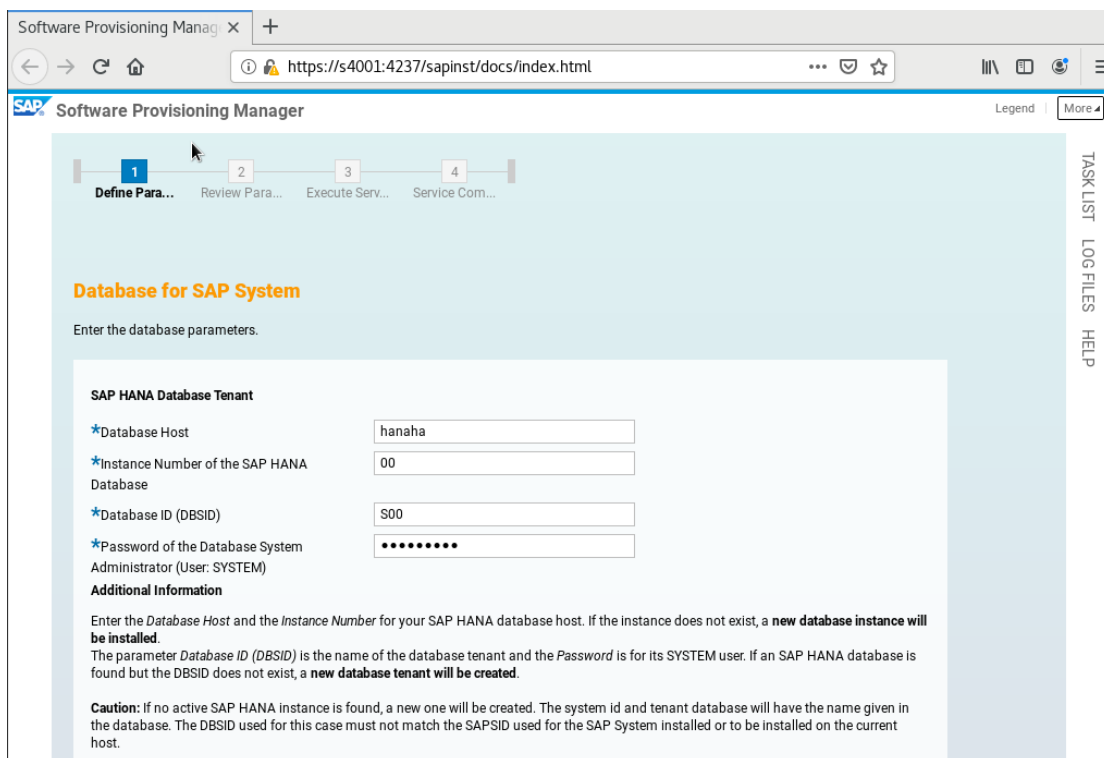 Software Provisioning Manag
https://s4001:4237/sapinst/docs/index.html
SAP Software Provisioning Manager
Legend
More
1
2
3
4
Define Para...
Review Para...
Execute Serv...
Service Com...
TASK LIST
LOG FILES
HELP
Database for SAP System
Enter the database parameters.
SAP HANA Database Tenant
*Database Host
hanaha
*Instance Number of the SAP HANA
Database
00
*Database ID (DBSID)
S00
*Password of the Database System
Administrator (User: SYSTEM)
•••••••••
Additional Information
Enter the Database Host and the Instance Number for your SAP HANA database host. If the instance does not exist, a new database instance will
be installed.
The parameter Database ID (DBSID) is the name of the database tenant and the Password is for its SYSTEM user. If an SAP HANA database is
found but the DBSID does not exist, a new database tenant will be created.
Caution: If no active SAP HANA instance is found, a new one will be created. The system id and tenant database will have the name given in
the database. The DBSID used for this case must not match the SAPSID used for the SAP System installed or to be installed on the current
host.